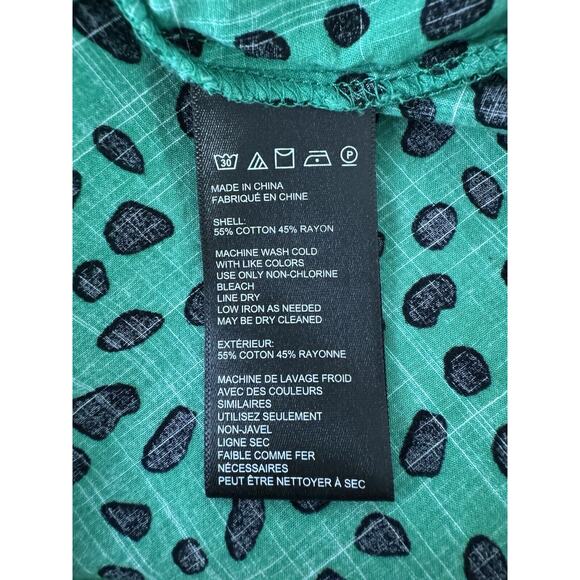 30 P
MADE IN CHINA
FABRIQUÉ EN CHINE
SHELL:
55% COTTON 45% RAYON
MACHINE WASH COLD
WITH LIKE COLORS
USE ONLY NON-CHLORINE
BLEACH
LINE DRY
LOW IRON AS NEEDED
MAY BE DRY CLEANED
EXTÉRIEUR:
55% COTON 45% RAYONNE
MACHINE DE LAVAGE FROID
AVEC DES COULEURS
SIMILAIRES
UTILISEZ SEULEMENT
NON-JAVEL
LIGNE SEC
FAIBLE COMME FER
NÉCESSAIRES
PEUT ÊTRE NETTOYER À SEC